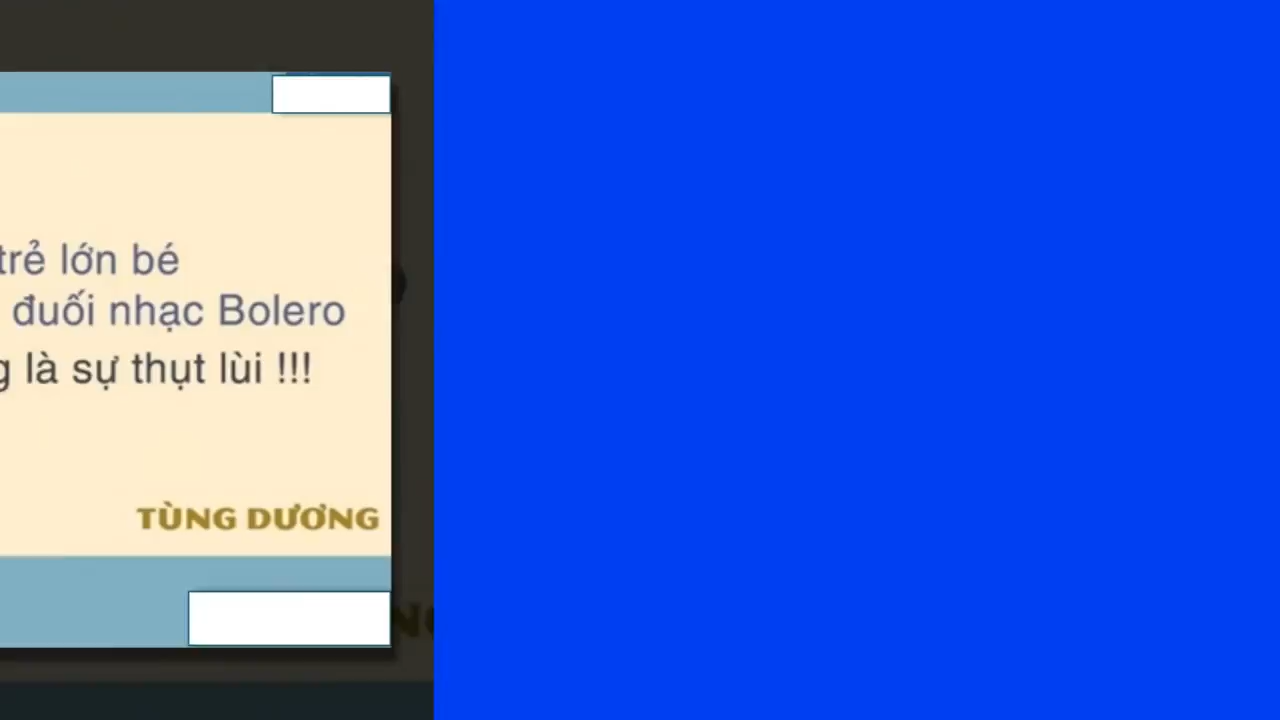 trẻ lớn bé
đuối nhạc Bolero
là sự thụt lùi !!!
TÙNG DƯƠNG